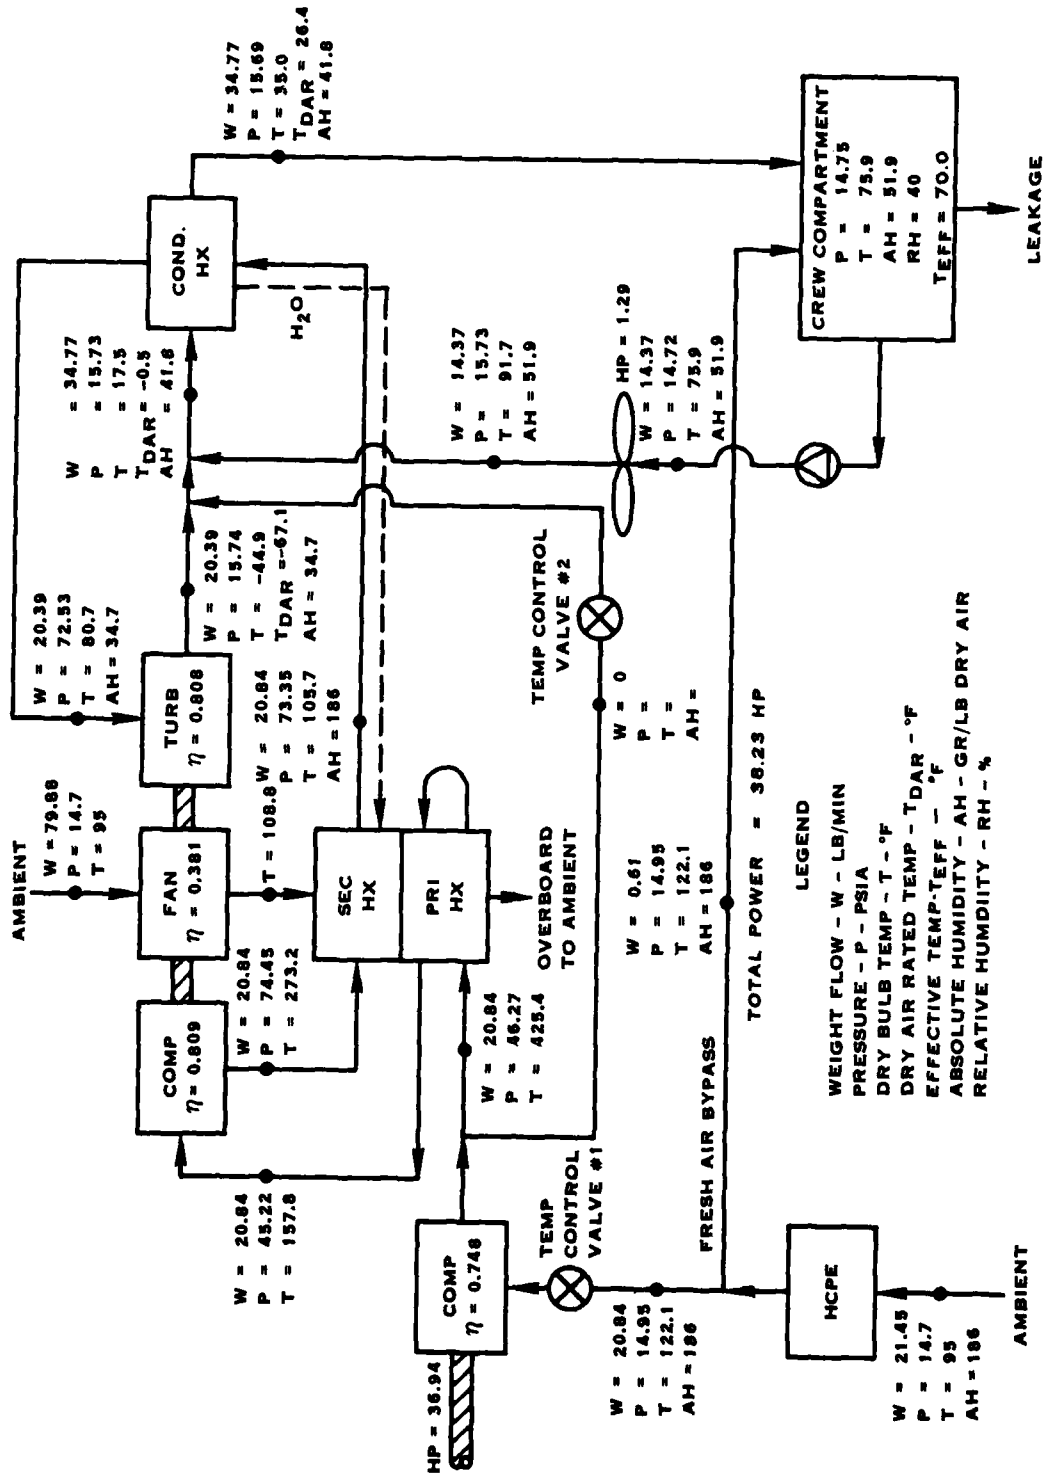 AMBIENT
W = 79.88
P = 14.7
T = 95
COMP
η = 0.809
FAN
η = 0.381
TURB
η = 0.808
W = 20.39
P = 72.53
T = 80.7
AH = 34.7
W = 34.77
P = 15.73
T = 17.5
TDAR = -0.5
AH = 41.8
COND.
HX
W = 34.77
P = 15.69
T = 35.0
TDAR = 26.4
AH = 41.8
W = 20.39
P = 15.74
T = -44.9
TDAR = -67.1
AH = 34.7
W = 20.84
P = 45.22
T = 157.8
W = 20.84
P = 74.45
T = 273.2
T = 108.8
W = 20.84
P = 73.35
T = 105.7
AH = 186
H2O
SEC
HX
PRI
HX
OVERBOARD
TO AMBIENT
W = 20.84
P = 46.27
T = 425.4
HP = 36.94
COMP
η = 0.748
TEMP
CONTROL
VALVE #1
TEMP CONTROL
VALVE #2
W = 0
P =
T =
AH =
W = 14.37
P = 15.73
T = 91.7
AH = 51.9
HP = 1.29
W = 14.37
P = 14.72
T = 75.9
AH = 51.9
W = 20.84
P = 14.95
T = 122.1
AH = 186
FRESH AIR BYPASS
W = 0.61
P = 14.95
T = 122.1
AH = 186
TOTAL POWER = 38.23 HP
CREW COMPARTMENT
P = 14.75
T = 75.9
AH = 51.9
RH = 40
TEFF = 70.0
LEAKAGE
HCPE
W = 21.45
P = 14.7
T = 95
AH = 186
AMBIENT
LEGEND
WEIGHT FLOW - W - LB/MIN
PRESSURE - P - PSIA
DRY BULB TEMP - T - °F
DRY AIR RATED TEMP - TDAR - °F
EFFECTIVE TEMP-TEFF - °F
ABSOLUTE HUMIDITY - AH - GR/LB DRY AIR
RELATIVE HUMDITY - RH - %